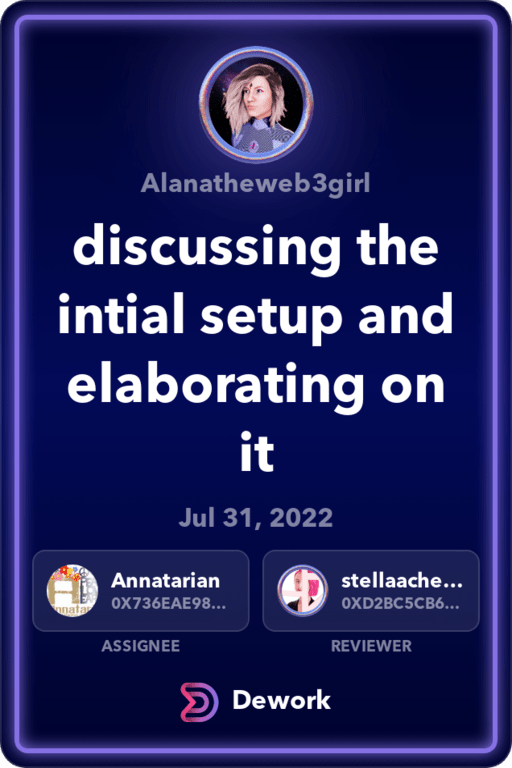 Alanatheweb3girl
discussing the
intial setup and
elaborating on
it
Jul 31, 2022
Annatarian
0X736EAE98...
stellaache...
0XD2BC5CB6...
ASSIGNEE
REVIEWER
Dework